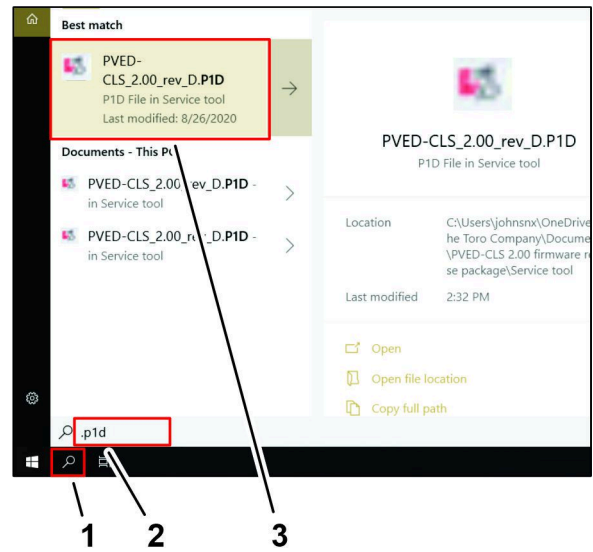 Best match
PVED-
CLS_2.00_rev_D.P1D
P1D File in Service tool
Last modified: 8/26/2020
Documents - This
PVED-CLS_2.00 rev_D.P1D -
in Service tool
PVED-CLS_2.00_re _D.P1D -
in Service tool
PVED-CLS_2.00_rev_D.P1D
P1D File in Service tool
Location
C:\Users\johnsnx\OneDrive
he Toro Company\Docume
\PVED-CLS 2.00 firmware re
se package\Service tool
Last modified
2:32 PM
Open
Open file location
Copy full path
.p1d
1
2
3